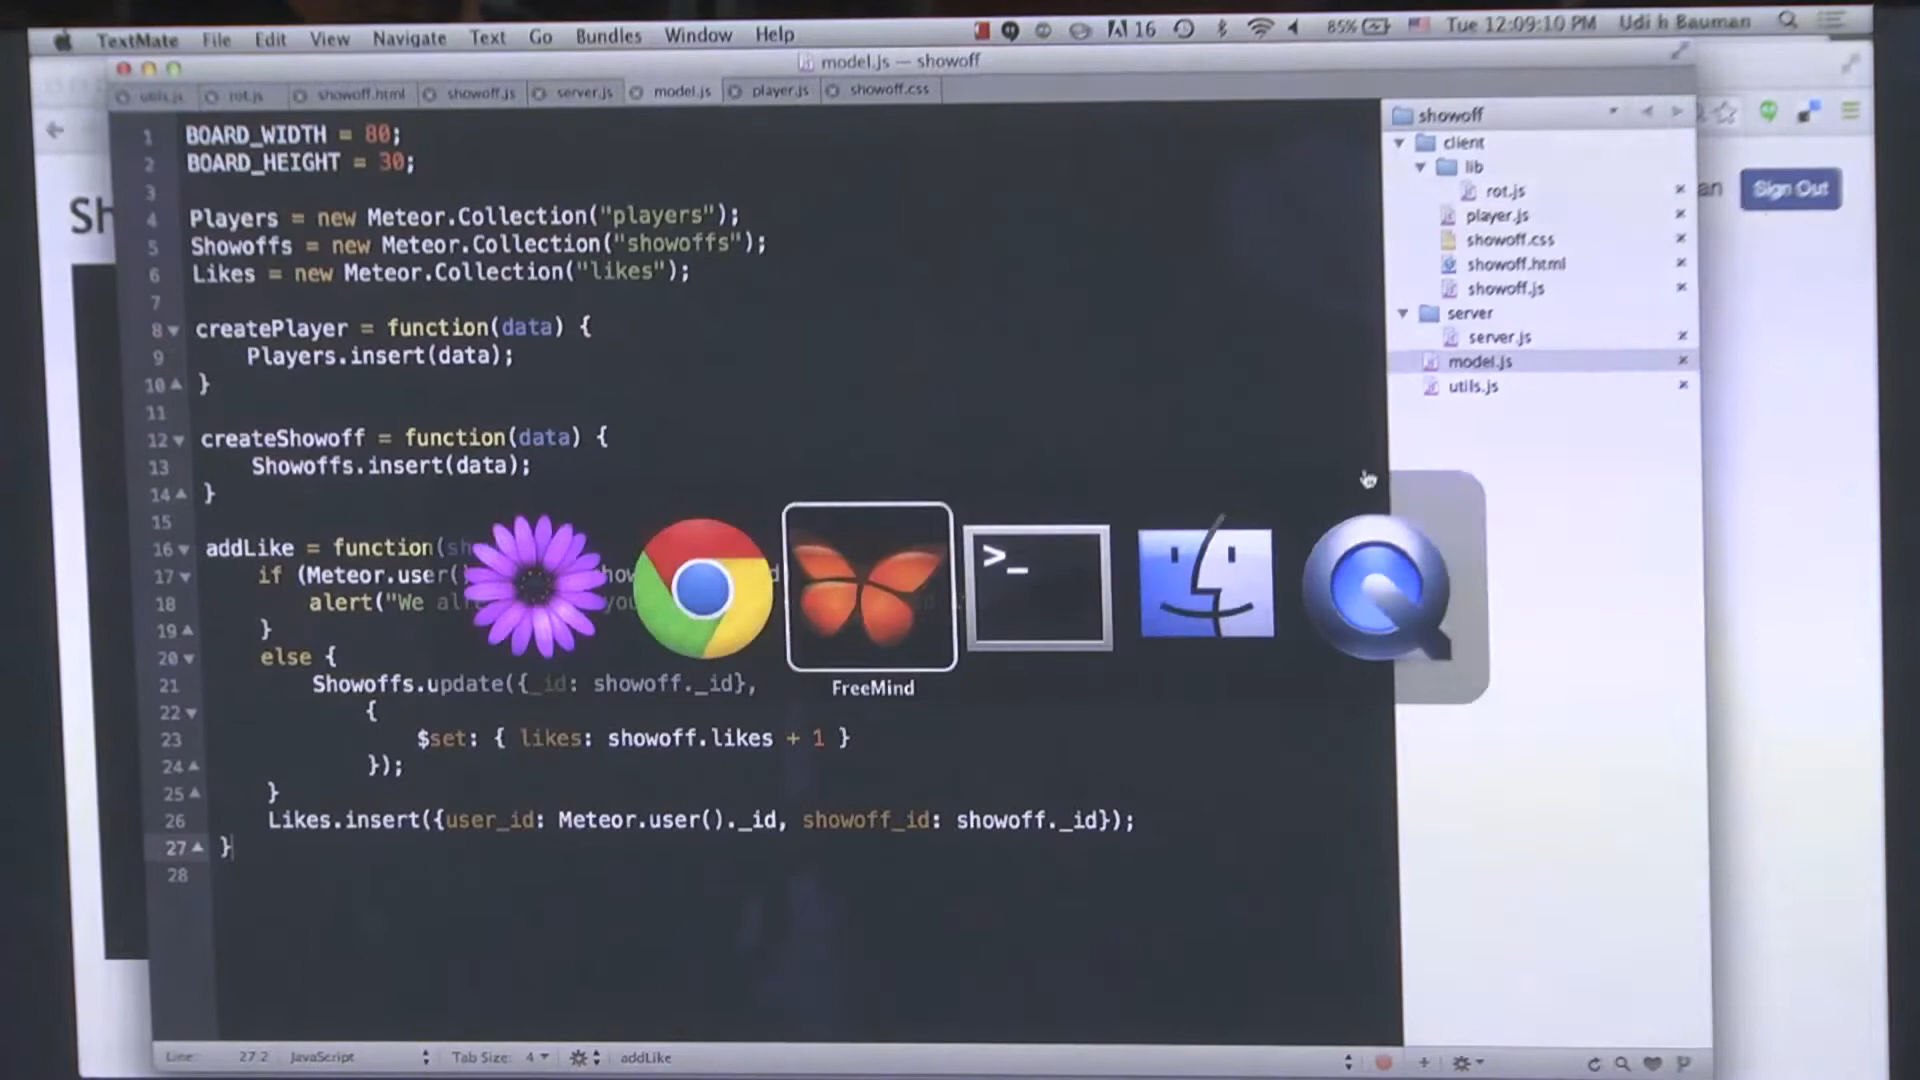 TextMate File Edit View Navigate Text Go Bundles Window Help 16 85% Tue 12:09:10 PM Udi h Bauman
model.js — showoff
utils.js rot.js showoff.html showoff.js server.js model.js player.js showoff.css
Sh
an Sign Out
1 BOARD_WIDTH = 80;
2 BOARD_HEIGHT = 30;
3
4 Players = new Meteor.Collection("players");
5 Showoffs = new Meteor.Collection("showoffs");
6 Likes = new Meteor.Collection("likes");
7
8 createPlayer = function(data) {
9 Players.insert(data);
10 }
11
12 createShowoff = function(data) {
13 Showoffs.insert(data);
14 }
15
16 addLike = function(sh
17 if (Meteor.user(
18 alert("We al
19 }
20 else {
21 Showoffs.update({_id: showoff._id},
22 {
23 $set: { likes: showoff.likes + 1 }
24 });
25 }
26 Likes.insert({user_id: Meteor.user()._id, showoff_id: showoff._id});
27 }
28
>_
FreeMind
showoff
client
lib
rot.js
player.js
showoff.css
showoff.html
showoff.js
server
server.js
model.js
utils.js
Line: 27:2 JavaScript Tab Size: 4 addLike